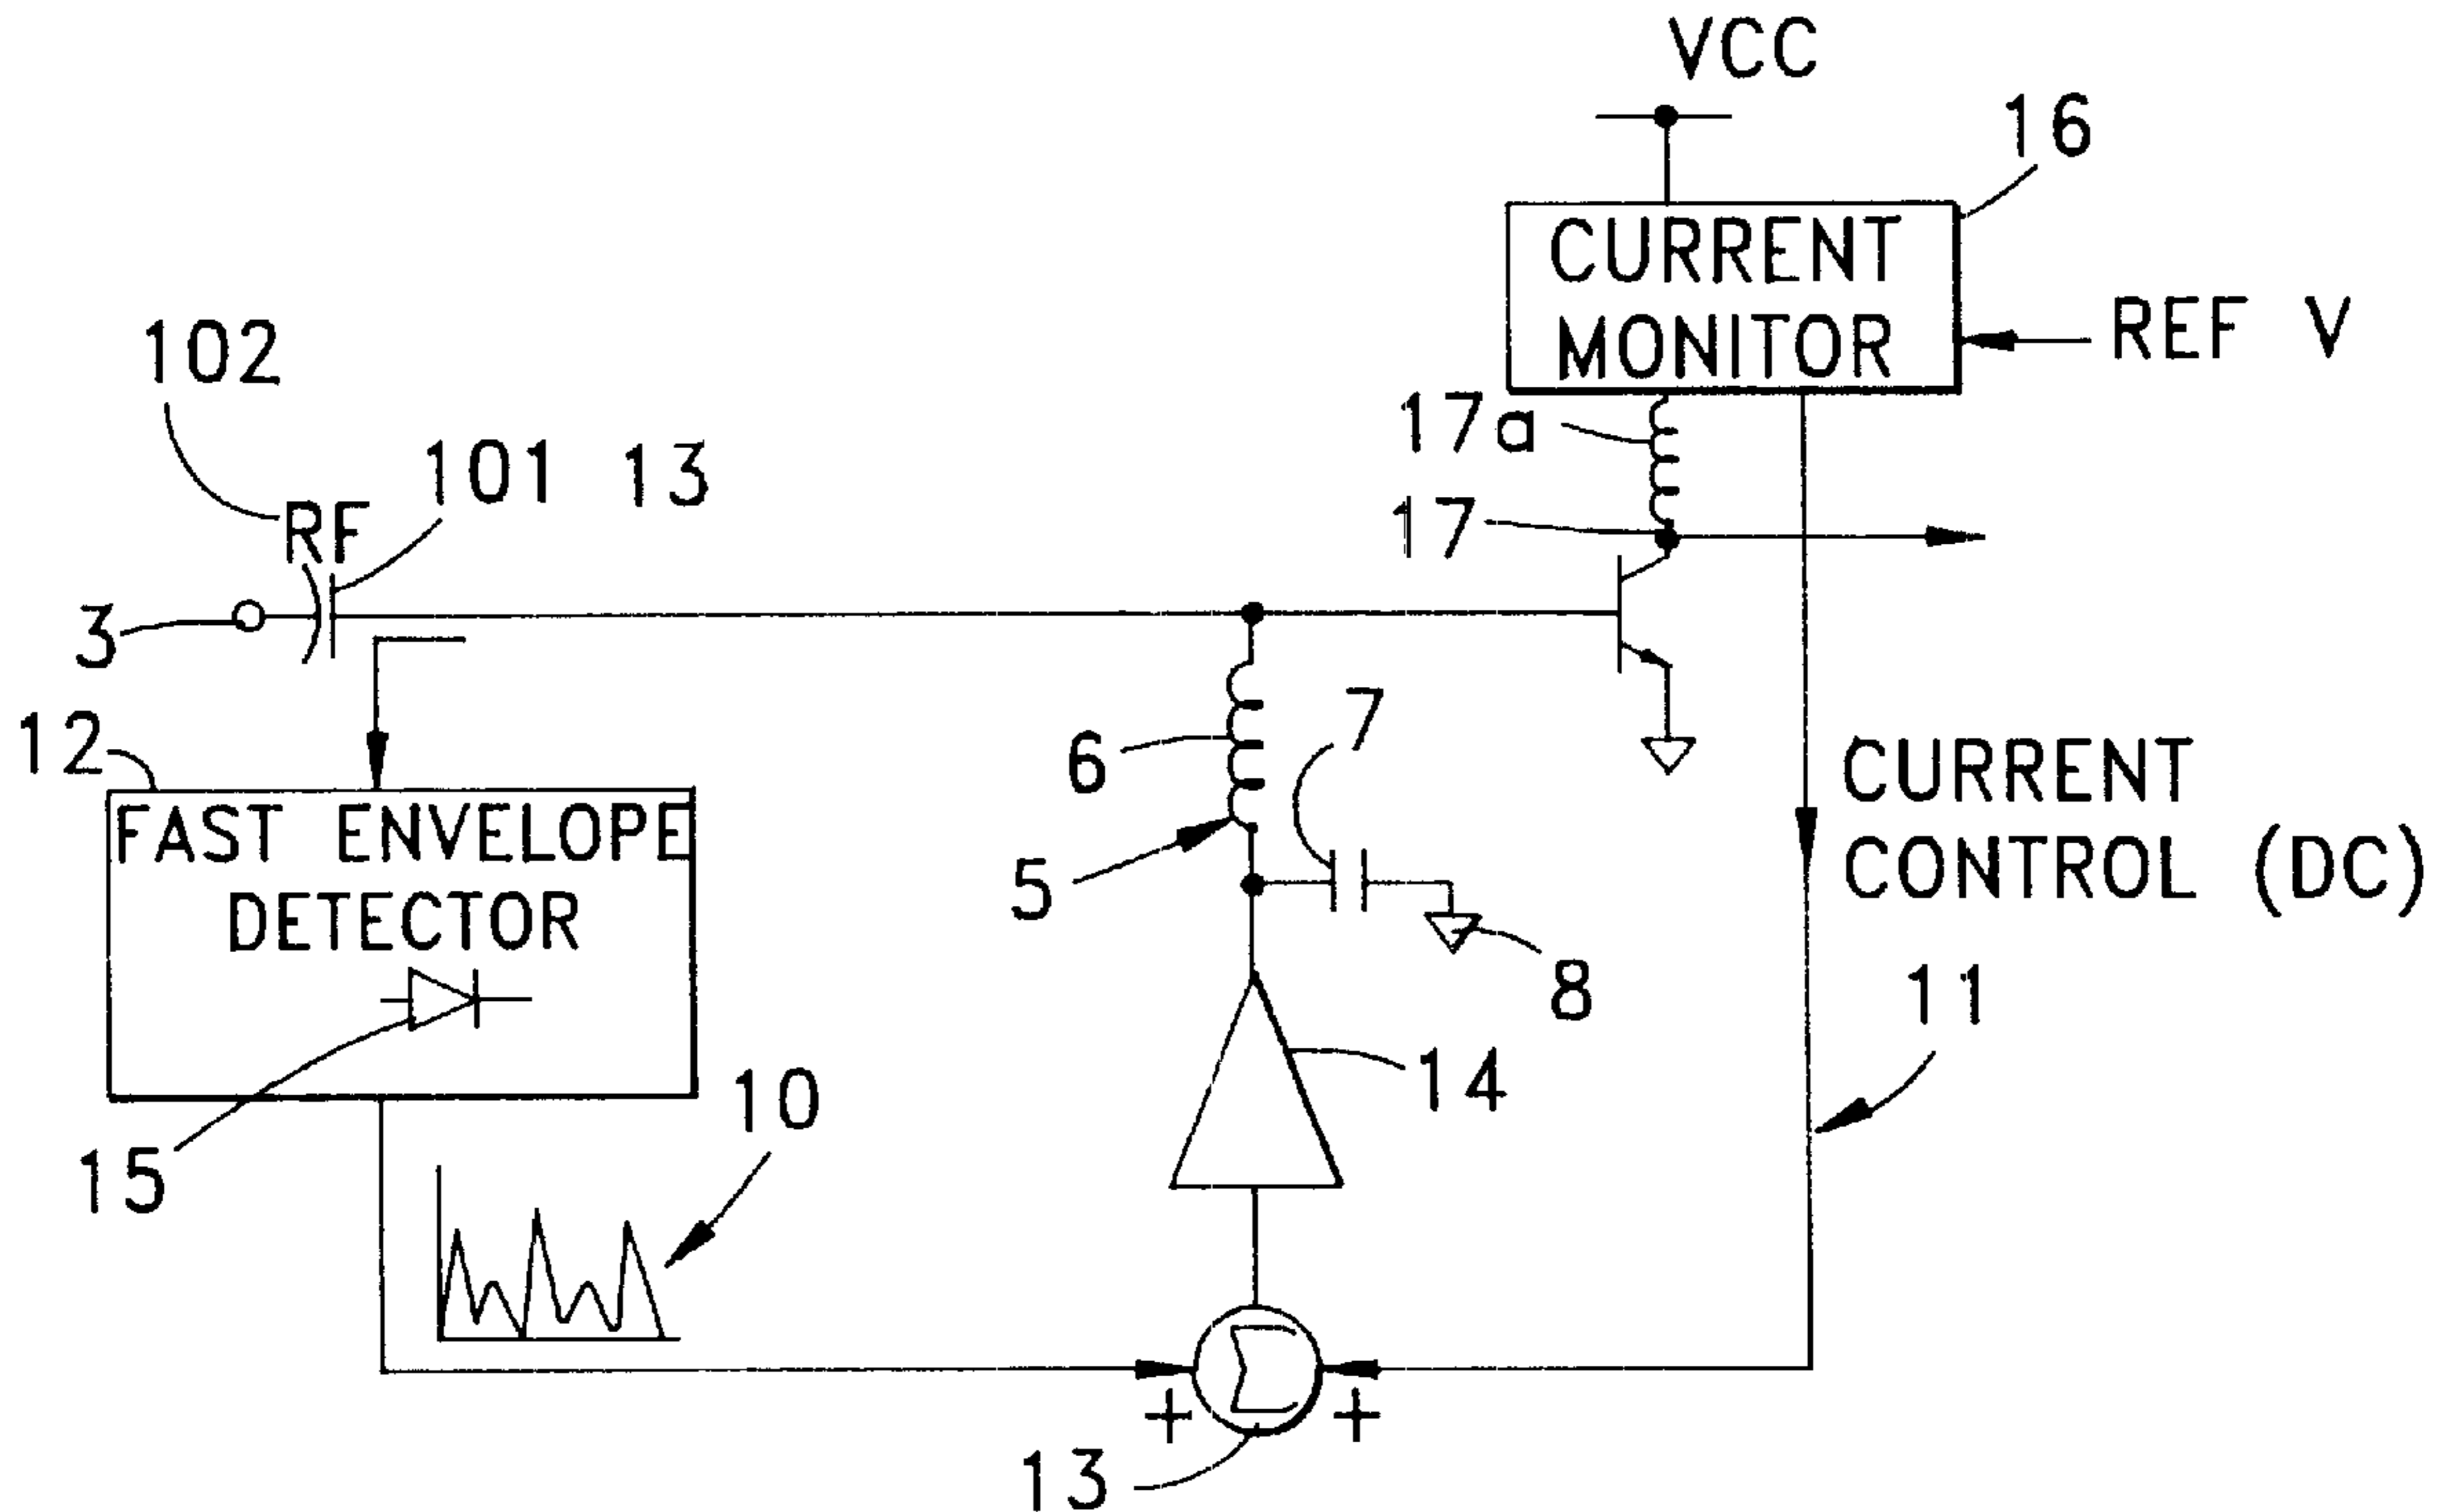 VCC
16
CURRENT
MONITOR
REF V
102
17a
101 13
17
RF
3
12
7
6
CURRENT
CONTROL (DC)
FAST ENVELOPE
DETECTOR
5
8
11
14
10
15
Σ
+ +
13